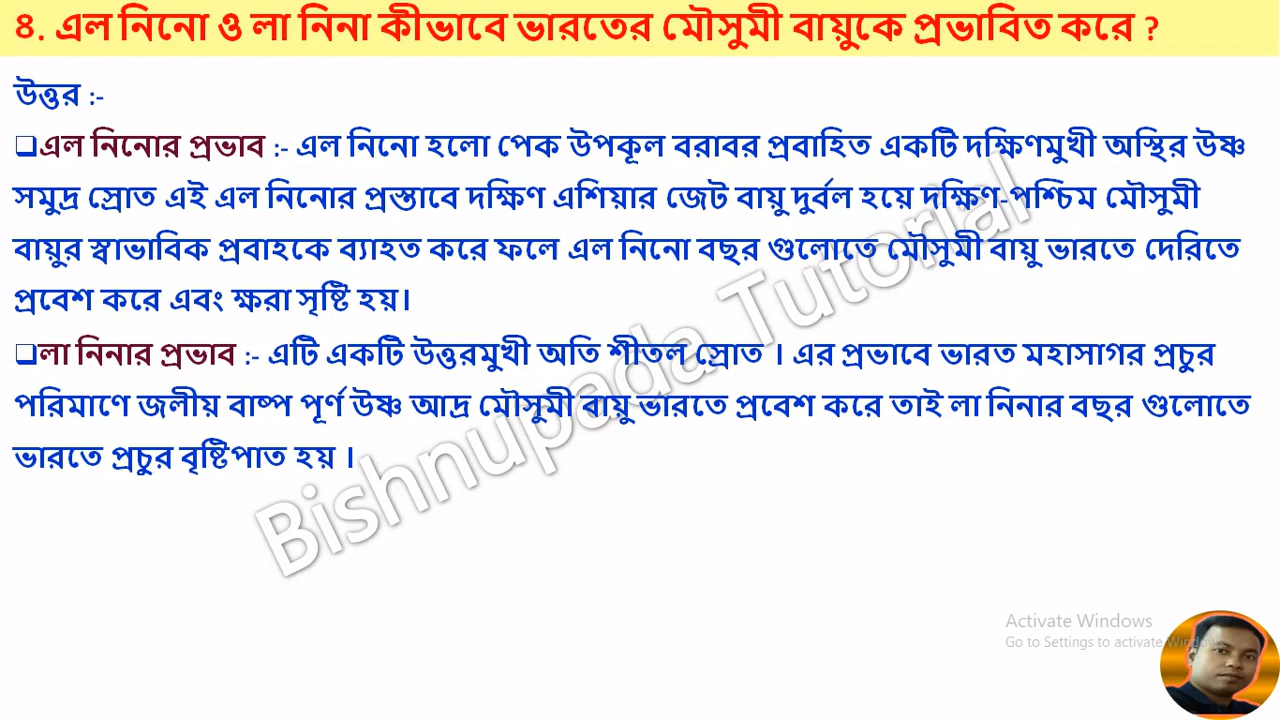 ৪. এল নিনো ও লা নিনা কীভাবে ভারতের মৌসুমী বায়ুকে প্রভাবিত করে ?
উত্তর :-
❑এল নিনোর প্রভাব :- এল নিনো হলো পেক উপকূল বরাবর প্রবাহিত একটি দক্ষিণমুখী অস্থির উষ্ণ
সমুদ্র স্রোত এই এল নিনোর প্রস্তাবে দক্ষিণ এশিয়ার জেট বায়ু দুর্বল হয়ে দক্ষিণ-পশ্চিম মৌসুমী
বায়ুর স্বাভাবিক প্রবাহকে ব্যাহত করে ফলে এল নিনো বছর গুলোতে মৌসুমী বায়ু ভারতে দেরিতে
প্রবেশ করে এবং ক্ষরা সৃষ্টি হয়।
❑লা নিনার প্রভাব :- এটি একটি উত্তরমুখী অতি শীতল স্রোত । এর প্রভাবে ভারত মহাসাগর প্রচুর
পরিমাণে জলীয় বাষ্প পূর্ণ উষ্ণ আদ্র মৌসুমী বায়ু ভারতে প্রবেশ করে তাই লা নিনার বছর গুলোতে
ভারতে প্রচুর বৃষ্টিপাত হয় ।
Bishnupada Tutorial
Activate Windows
Go to Settings to activate Windows